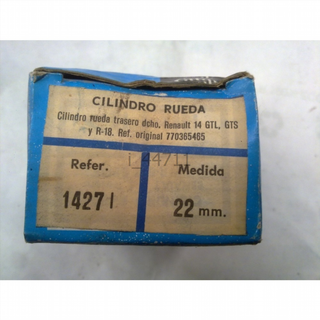 CILINDRO RUEDA
Cilindro rueda trasero dcho. Renault 14 GTL, GTS
y R-18. Ref. original 770365465
Refer.
Medida
14271
22 mm.